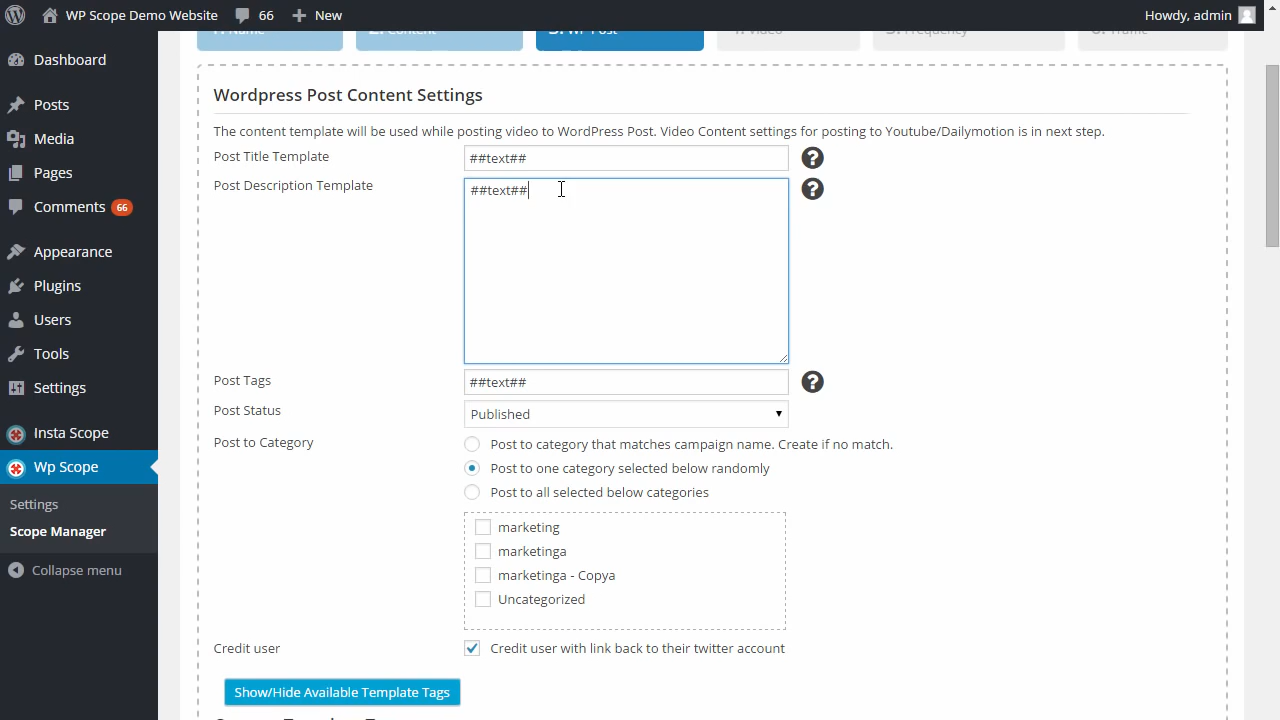 WP Scope Demo Website 66 New Howdy, admin
Dashboard
Posts
Media
Pages
Comments 66
Appearance
Plugins
Users
Tools
Settings
Insta Scope
Wp Scope
Settings
Scope Manager
Collapse menu
1. Name 2. Content 3. WP Post 4. Video 5. Frequency
Wordpress Post Content Settings
The content template will be used while posting video to WordPress Post. Video Content settings for posting to Youtube/Dailymotion is in next step.
Post Title Template ##text##
Post Description Template ##text##
Post Tags ##text##
Post Status Published
Post to Category Post to category that matches campaign name. Create if no match.
Post to one category selected below randomly
Post to all selected below categories
marketing
marketinga
marketinga - Copya
Uncategorized
Credit user Credit user with link back to their twitter account
Show/Hide Available Template Tags